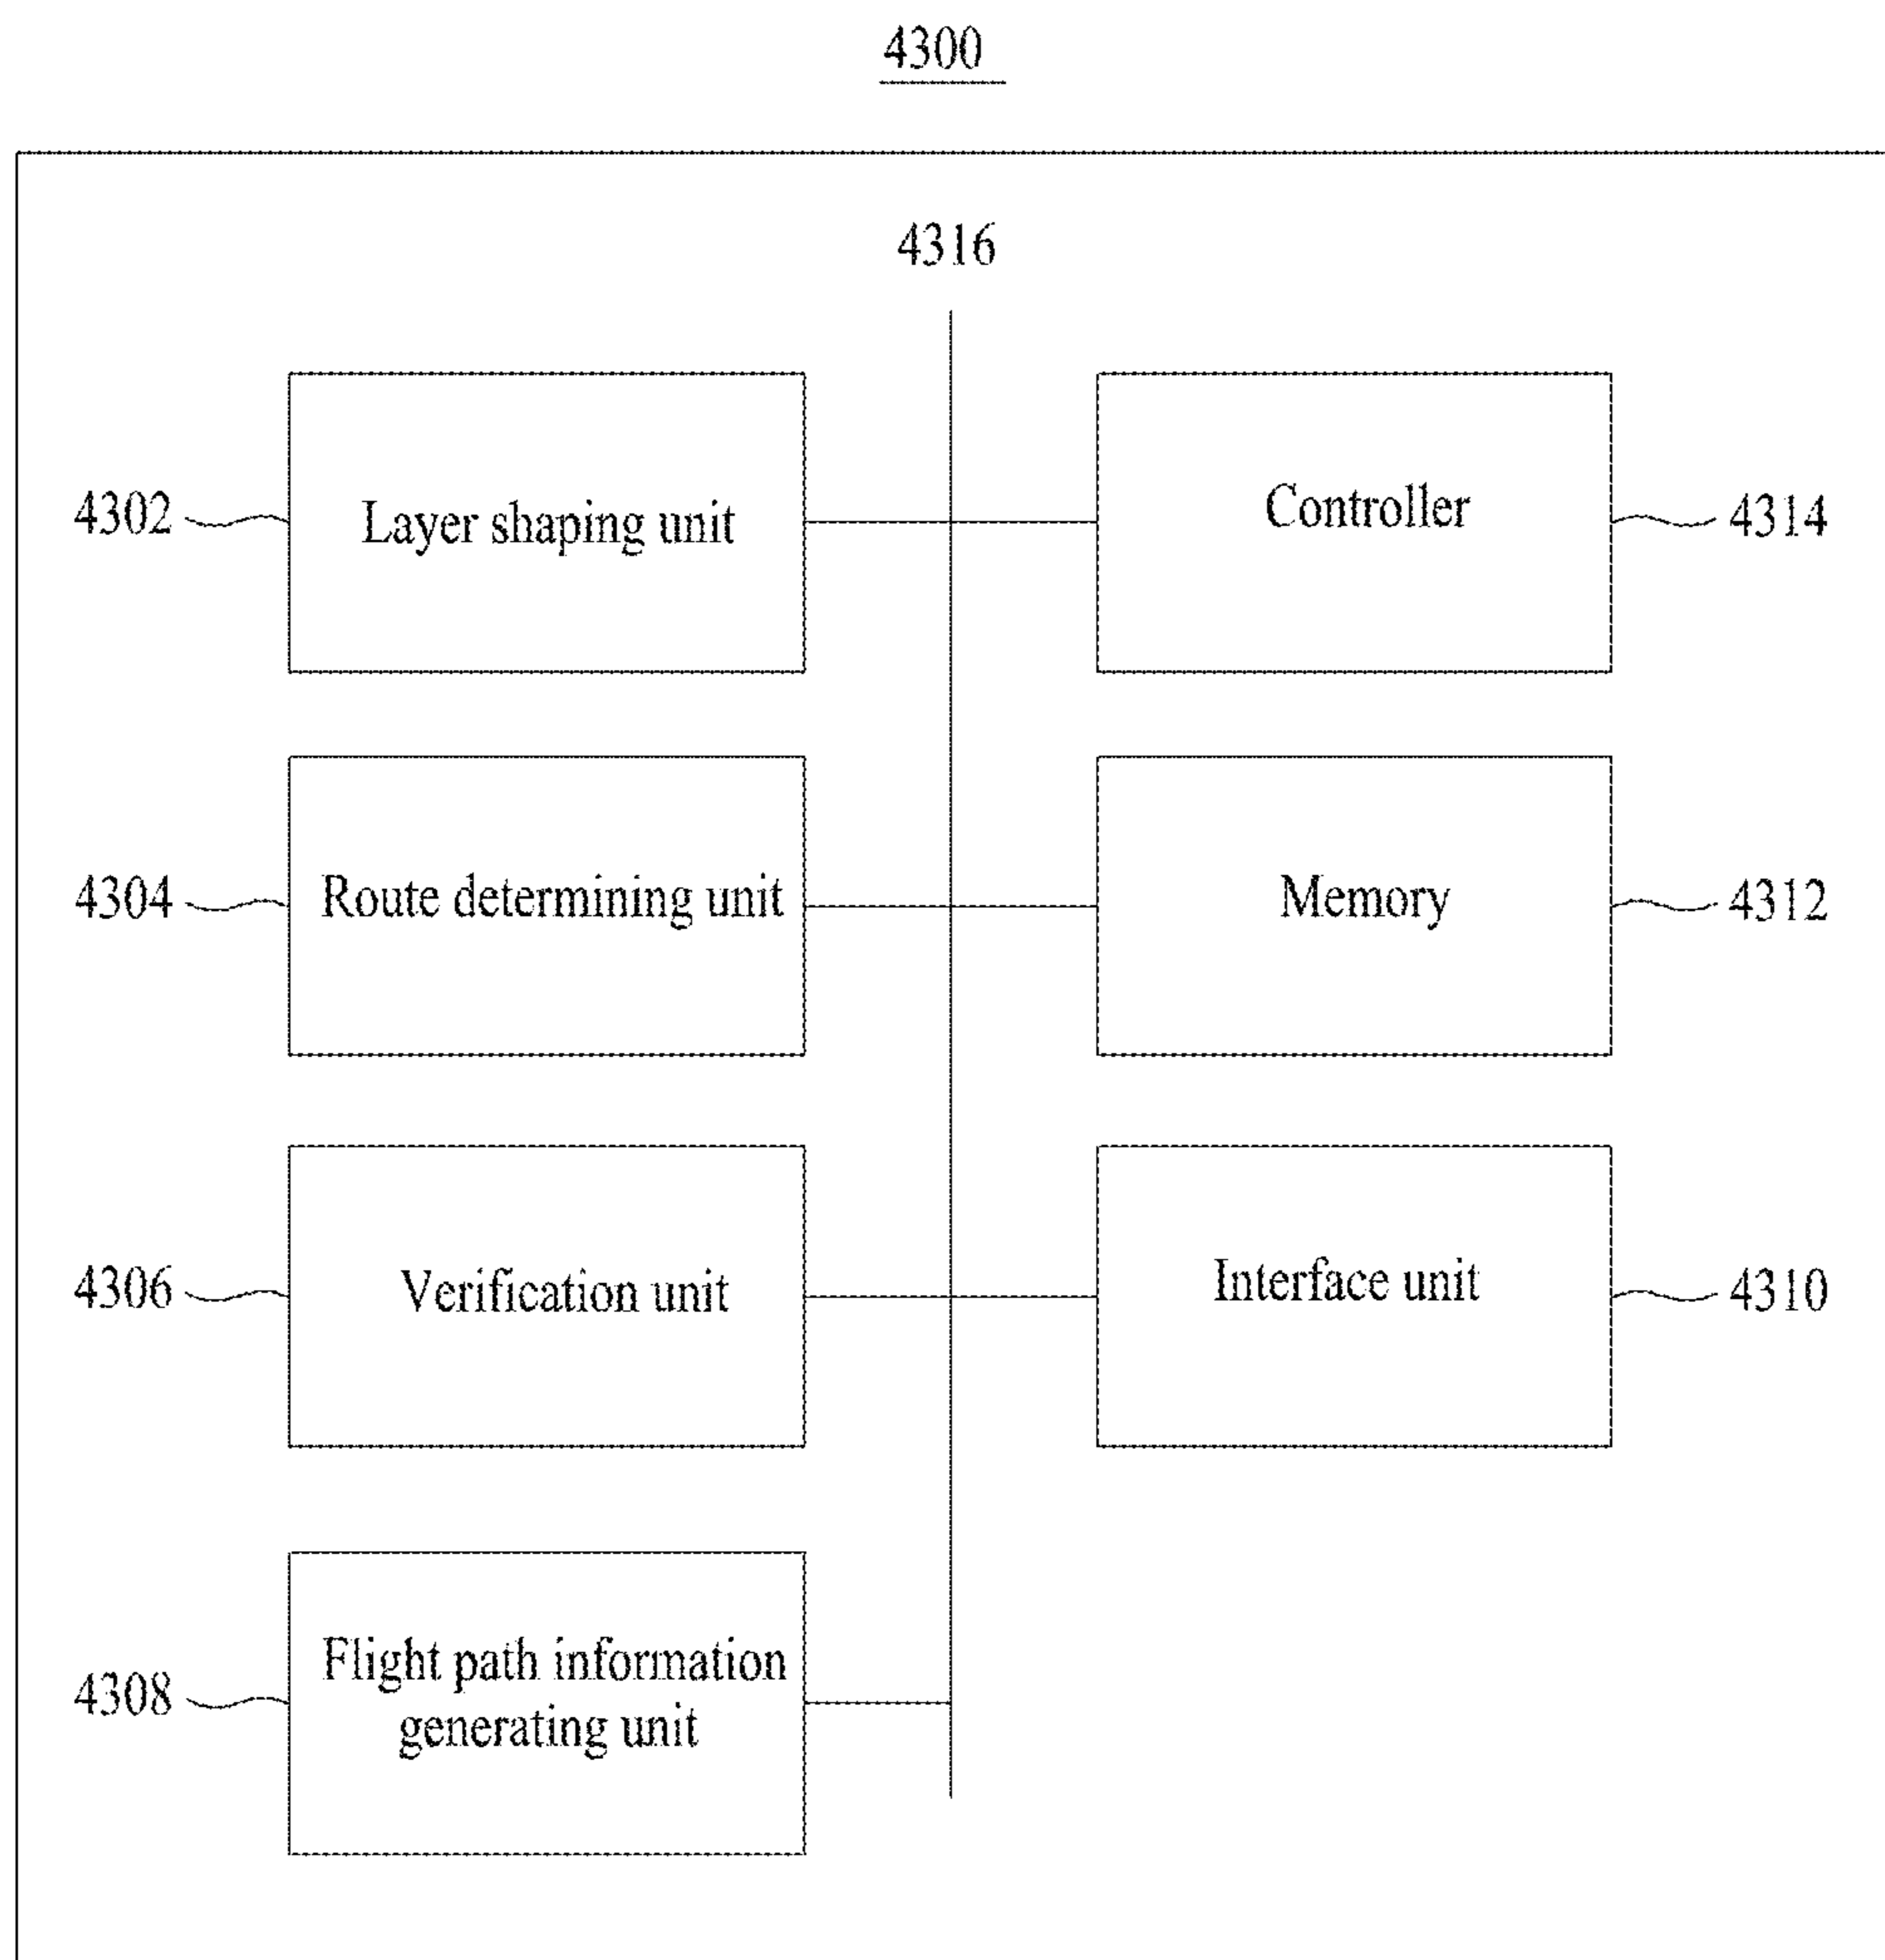 4300
4316
4302
Layer shaping unit
Controller
4314
4304
Route determining unit
Memory
4312
4306
Verification unit
Interface unit
4310
4308
Flight path information
generating unit